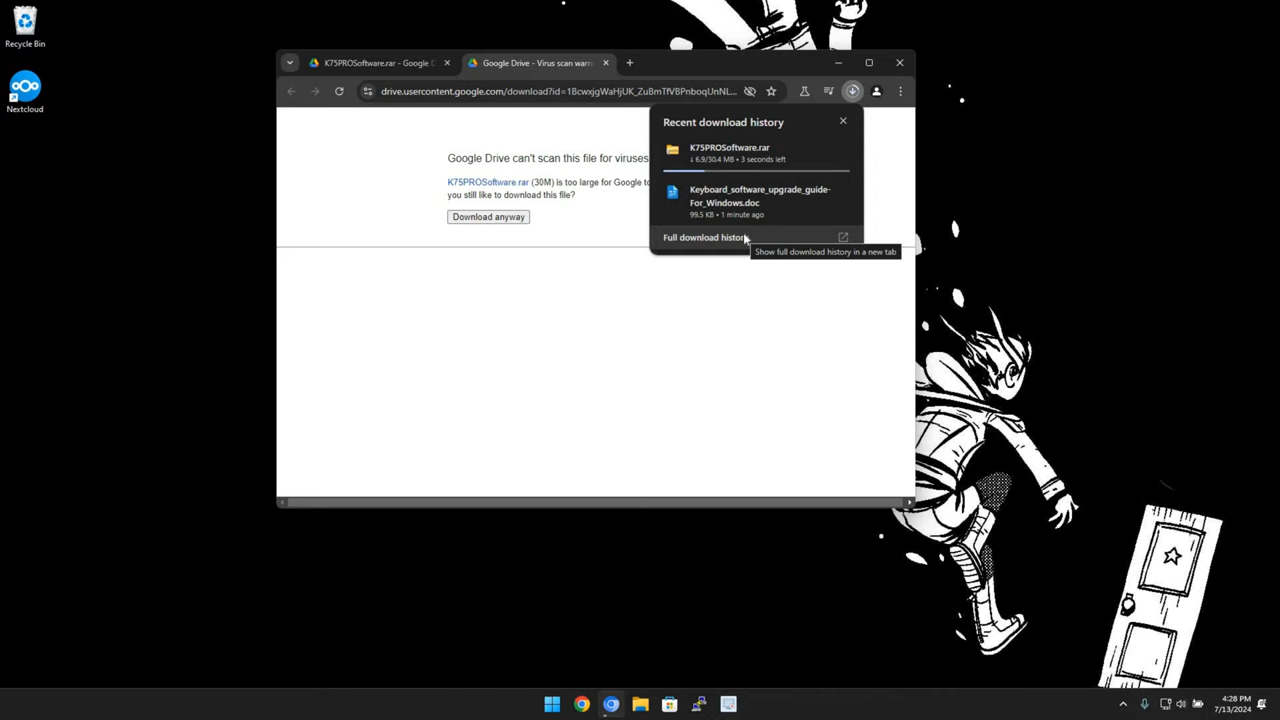 Recycle Bin
Nextcloud
K75PROSoftware.rar - Google D
Google Drive - Virus scan warn
drive.usercontent.google.com/download?id=1BcwxjgWaHjUK_ZuBmTfVBPnboqUnNL...
Recent download history
K75PROSoftware.rar
↓ 6.9/30.4 MB • 3 seconds left
Keyboard_software_upgrade_guide-
For_Windows.doc
99.5 KB • 1 minute ago
Full download history
Show full download history in a new tab
Google Drive can't scan this file for viruses
K75PROSoftware.rar (30M) is too large for Google to
you still like to download this file?
Download anyway
4:28 PM
7/13/2024